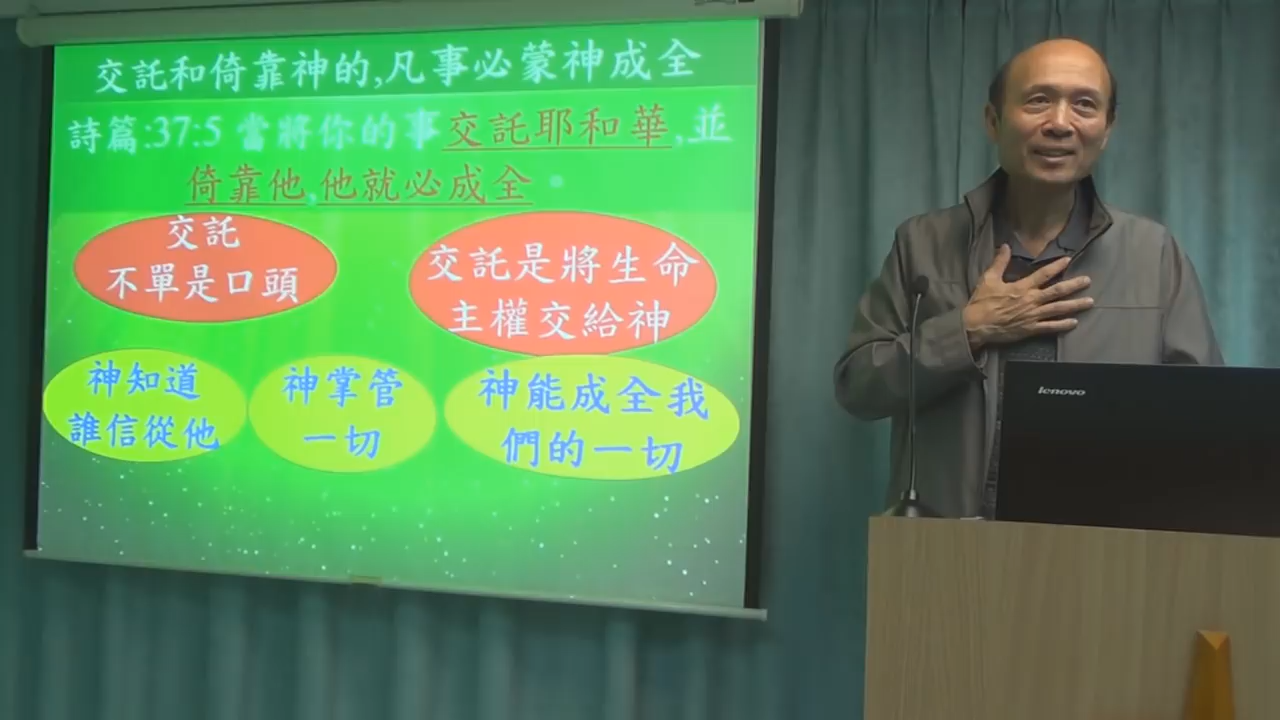 交託和倚靠神的,凡事必蒙神成全
詩篇:37:5 當將你的事交託耶和華,並
倚靠他,他就必成全
交託
不單是口頭
交託是將生命
主權交給神
神知道
誰信從他
神掌管
一切
神能成全我
們的一切
lenovo